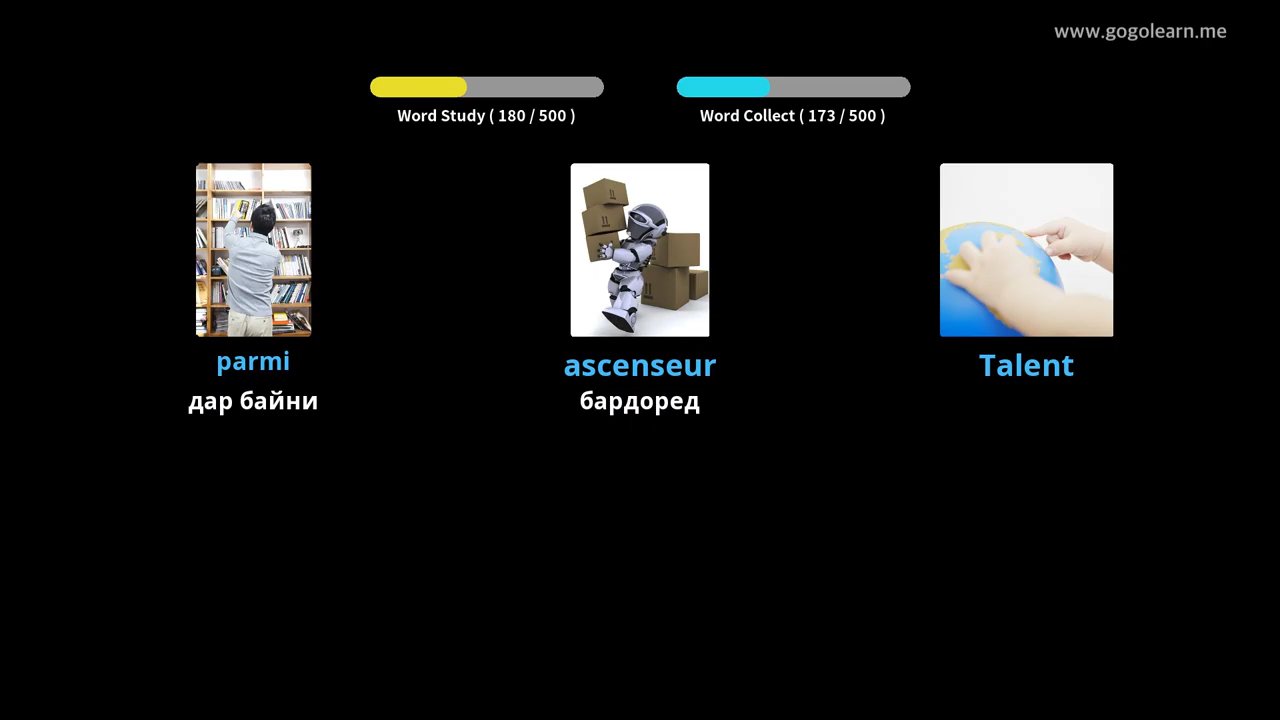 www.gogolearn.me
Word Study ( 180 / 500 )
Word Collect ( 173 / 500 )
parmi
ascenseur
Talent
дар байни
бардоред